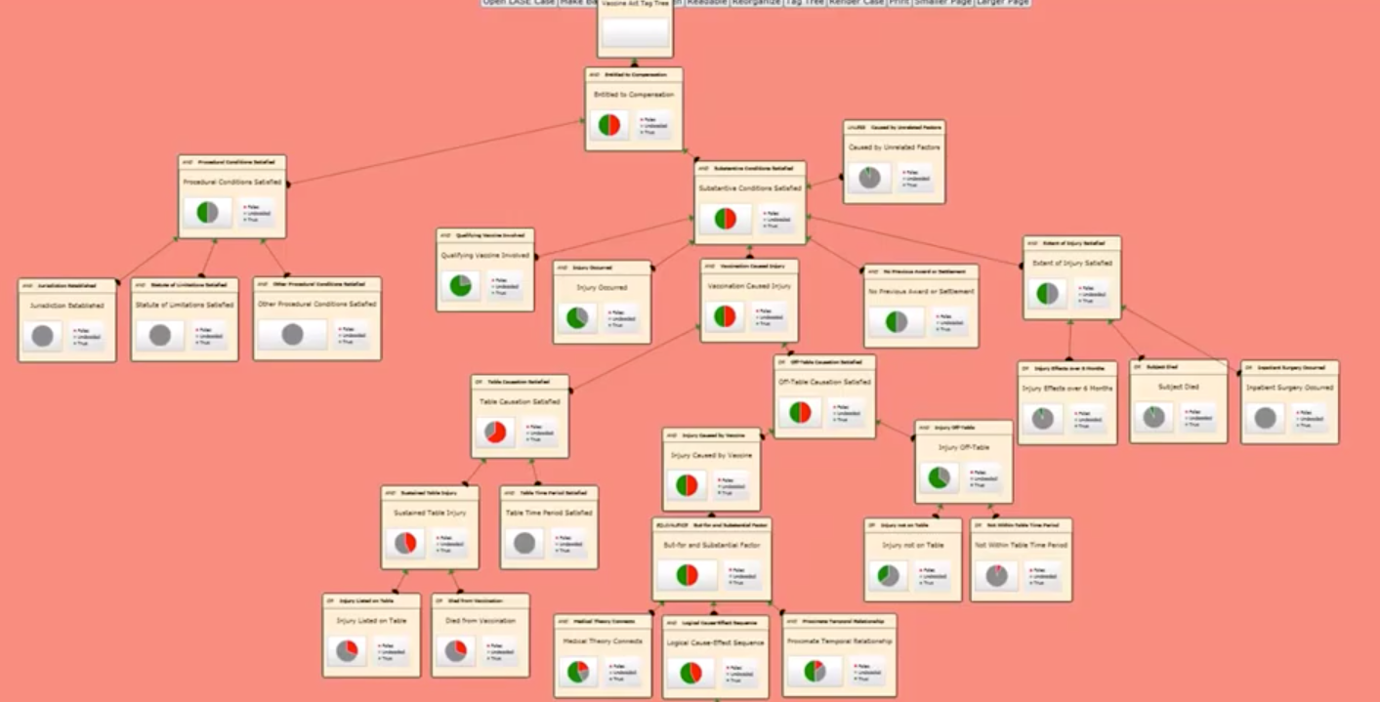 Open LASE Case Make Ba
Readable Reorganize Tag Tree Render Case Print Smaller Page Larger Page
Vaccine Act Tag Tree
AND Entitled to Compensation
Entitled to Compensation
False
Undecided
True
UNLESS Caused by Unrelated Factors
Caused by Unrelated Factors
False
Undecided
True
AND Procedural Conditions Satisfied
Procedural Conditions Satisfied
False
Undecided
True
AND Substantive Conditions Satisfied
Substantive Conditions Satisfied
False
Undecided
True
AND Qualifying Vaccine Involved
Qualifying Vaccine Involved
False
Undecided
True
AND Injury Occurred
Injury Occurred
False
Undecided
True
AND Vaccination Caused Injury
Vaccination Caused Injury
False
Undecided
True
AND No Previous Award or Settlement
No Previous Award or Settlement
False
Undecided
True
AND Extent of Injury Satisfied
Extent of Injury Satisfied
False
Undecided
True
AND Jurisdiction Established
Jurisdiction Established
False
Undecided
True
AND Statute of Limitations Satisfied
Statute of Limitations Satisfied
False
Undecided
True
AND Other Procedural Conditions Satisfied
Other Procedural Conditions Satisfied
False
Undecided
True
OR Table Causation Satisfied
Table Causation Satisfied
False
Undecided
True
OR Off-Table Causation Satisfied
Off-Table Causation Satisfied
False
Undecided
True
OR Injury Effects over 6 Months
Injury Effects over 6 Months
False
Undecided
True
OR Subject Died
Subject Died
False
Undecided
True
OR Inpatient Surgery Occurred
Inpatient Surgery Occurred
False
Undecided
True
AND Injury Caused by Vaccine
Injury Caused by Vaccine
False
Undecided
True
AND Injury Off-Table
Injury Off-Table
False
Undecided
True
AND Sustained Table Injury
Sustained Table Injury
False
Undecided
True
AND Table Time Period Satisfied
Table Time Period Satisfied
False
Undecided
True
EQUIVALENCE But-for and Substantial Factor
But-for and Substantial Factor
False
Undecided
True
OR Injury not on Table
Injury not on Table
False
Undecided
True
OR Not Within Table Time Period
Not Within Table Time Period
False
Undecided
True
OR Injury Listed on Table
Injury Listed on Table
False
Undecided
True
OR Died from Vaccination
Died from Vaccination
False
Undecided
True
AND Medical Theory Connects
Medical Theory Connects
False
Undecided
True
AND Logical Cause-Effect Sequence
Logical Cause-Effect Sequence
False
Undecided
True
AND Proximate Temporal Relationship
Proximate Temporal Relationship
False
Undecided
True